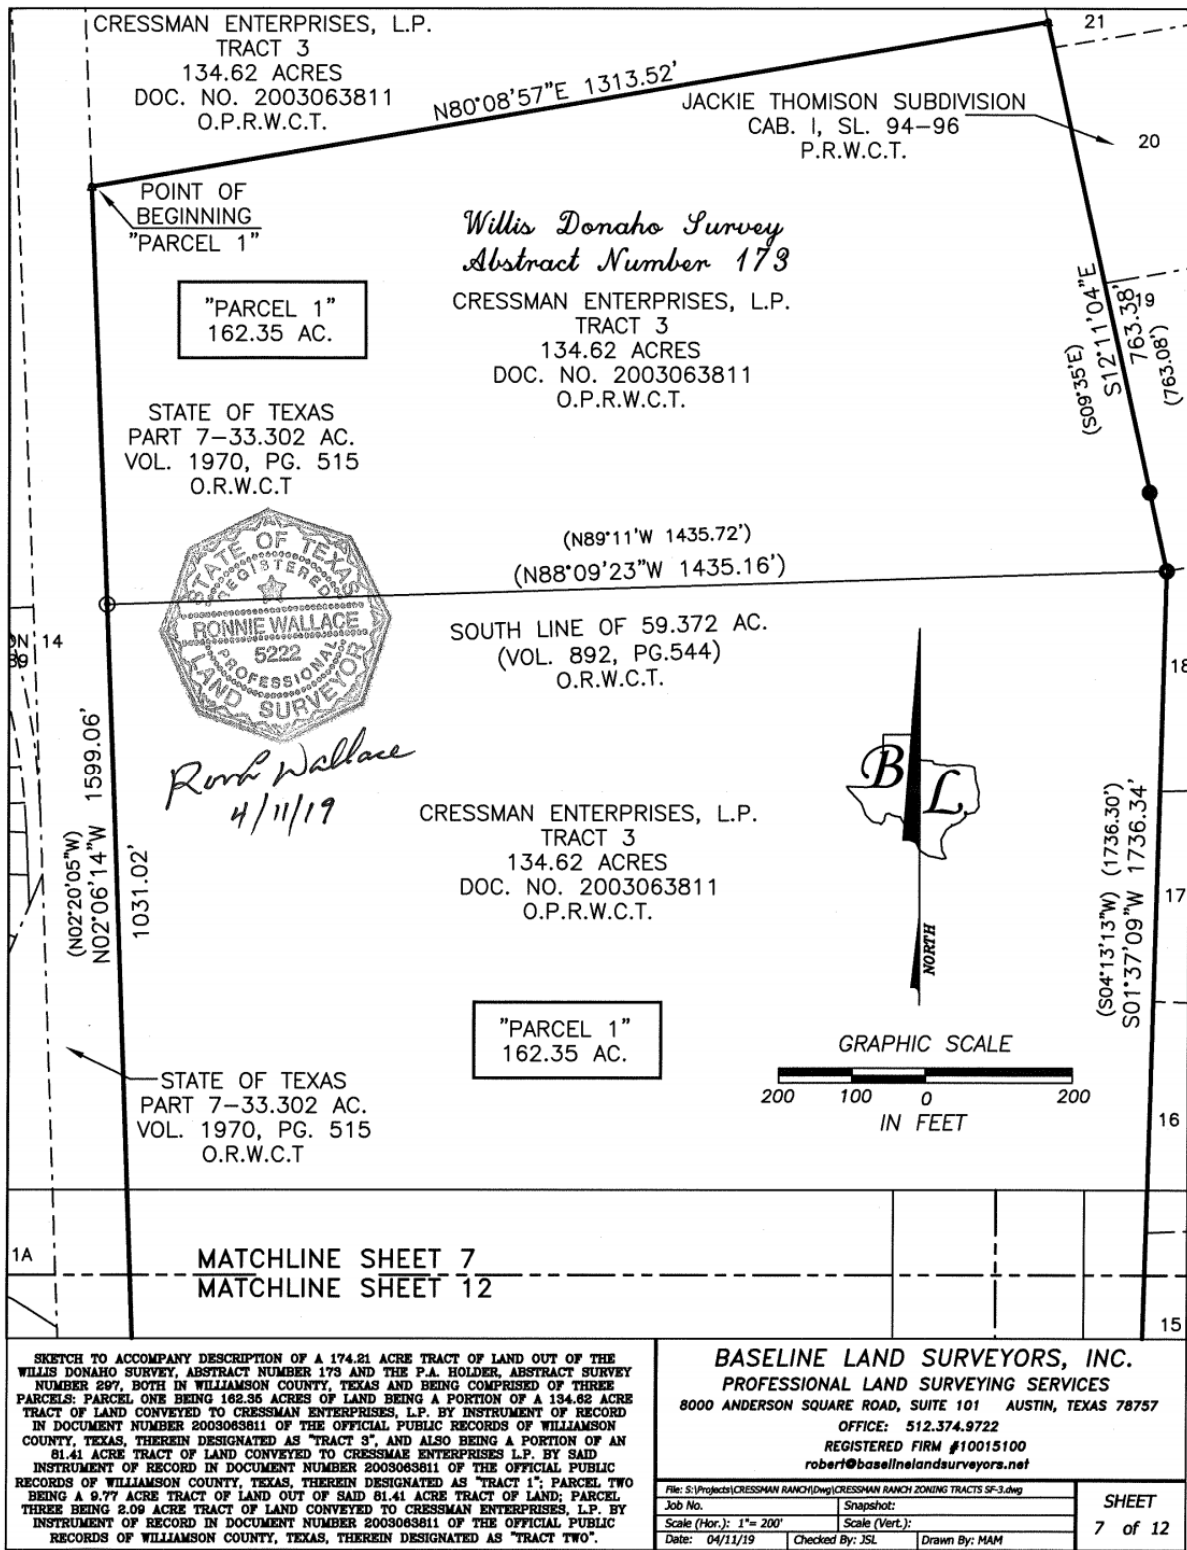 CRESSMAN ENTERPRISES, L.P.
TRACT 3
134.62 ACRES
DOC. NO. 2003063811
O.P.R.W.C.T.
N80°08'57"E 1313.52'
21
JACKIE THOMISON SUBDIVISION
CAB. I, SL. 94-96
P.R.W.C.T.
20
POINT OF
BEGINNING
"PARCEL 1"
Willis Donaho Survey
Abstract Number 173
"PARCEL 1"
162.35 AC.
CRESSMAN ENTERPRISES, L.P.
TRACT 3
134.62 ACRES
DOC. NO. 2003063811
O.P.R.W.C.T.
(S09°35'E)
S12°11'04"E
763.38'
(763.08')
19
STATE OF TEXAS
PART 7-33.302 AC.
VOL. 1970, PG. 515
O.R.W.C.T
STATE OF TEXAS
REGISTERED
RONNIE WALLACE
5222
PROFESSIONAL
LAND SURVEYOR
(N89°11'W 1435.72')
(N88°09'23"W 1435.16')
ON
89
14
SOUTH LINE OF 59.372 AC.
(VOL. 892, PG.544)
O.R.W.C.T.
18
Wallace
4/11/19
B L
(N02°20'05"W)
N02°06'14"W 1599.06'
1031.02'
CRESSMAN ENTERPRISES, L.P.
TRACT 3
134.62 ACRES
DOC. NO. 2003063811
O.P.R.W.C.T.
NORTH
(S04°13'13"W) (1736.30')
S01°37'09"W 1736.34'
17
"PARCEL 1"
162.35 AC.
GRAPHIC SCALE
200 100 0 200
IN FEET
STATE OF TEXAS
PART 7-33.302 AC.
VOL. 1970, PG. 515
O.R.W.C.T
16
1A
MATCHLINE SHEET 7
MATCHLINE SHEET 12
15
SKETCH TO ACCOMPANY DESCRIPTION OF A 174.21 ACRE TRACT OF LAND OUT OF THE
WILLIS DONAHO SURVEY, ABSTRACT NUMBER 173 AND THE P.A. HOLDER, ABSTRACT SURVEY
NUMBER 297, BOTH IN WILLIAMSON COUNTY, TEXAS AND BEING COMPRISED OF THREE
PARCELS: PARCEL ONE BEING 162.35 ACRES OF LAND BEING A PORTION OF A 134.62 ACRE
TRACT OF LAND CONVEYED TO CRESSMAN ENTERPRISES, L.P. BY INSTRUMENT OF RECORD
IN DOCUMENT NUMBER 2003063811 OF THE OFFICIAL PUBLIC RECORDS OF WILLIAMSON
COUNTY, TEXAS, THEREIN DESIGNATED AS "TRACT 3", AND ALSO BEING A PORTION OF AN
81.41 ACRE TRACT OF LAND CONVEYED TO CRESSMAE ENTERPRISES L.P. BY SAID
INSTRUMENT OF RECORD IN DOCUMENT NUMBER 2003063811 OF THE OFFICIAL PUBLIC
RECORDS OF WILLIAMSON COUNTY, TEXAS, THEREIN DESIGNATED AS "TRACT 1"; PARCEL TWO
BEING A 9.77 ACRE TRACT OF LAND OUT OF SAID 81.41 ACRE TRACT OF LAND; PARCEL
THREE BEING 2.09 ACRE TRACT OF LAND CONVEYED TO CRESSMAN ENTERPRISES, L.P. BY
INSTRUMENT OF RECORD IN DOCUMENT NUMBER 2003063811 OF THE OFFICIAL PUBLIC
RECORDS OF WILLIAMSON COUNTY, TEXAS, THEREIN DESIGNATED AS "TRACT TWO".
BASELINE LAND SURVEYORS, INC.
PROFESSIONAL LAND SURVEYING SERVICES
8000 ANDERSON SQUARE ROAD, SUITE 101 AUSTIN, TEXAS 78757
OFFICE: 512.374.9722
REGISTERED FIRM #10015100
robert@baselinelandsurveyors.net
File: S:\Projects\CRESSMAN RANCH\Dwg\CRESSMAN RANCH ZONING TRACTS SF-3.dwg
Job No. Snapshot:
Scale (Hor.): 1"= 200' Scale (Vert.):
Date: 04/11/19 Checked By: JSL Drawn By: MAM
SHEET
7 of 12